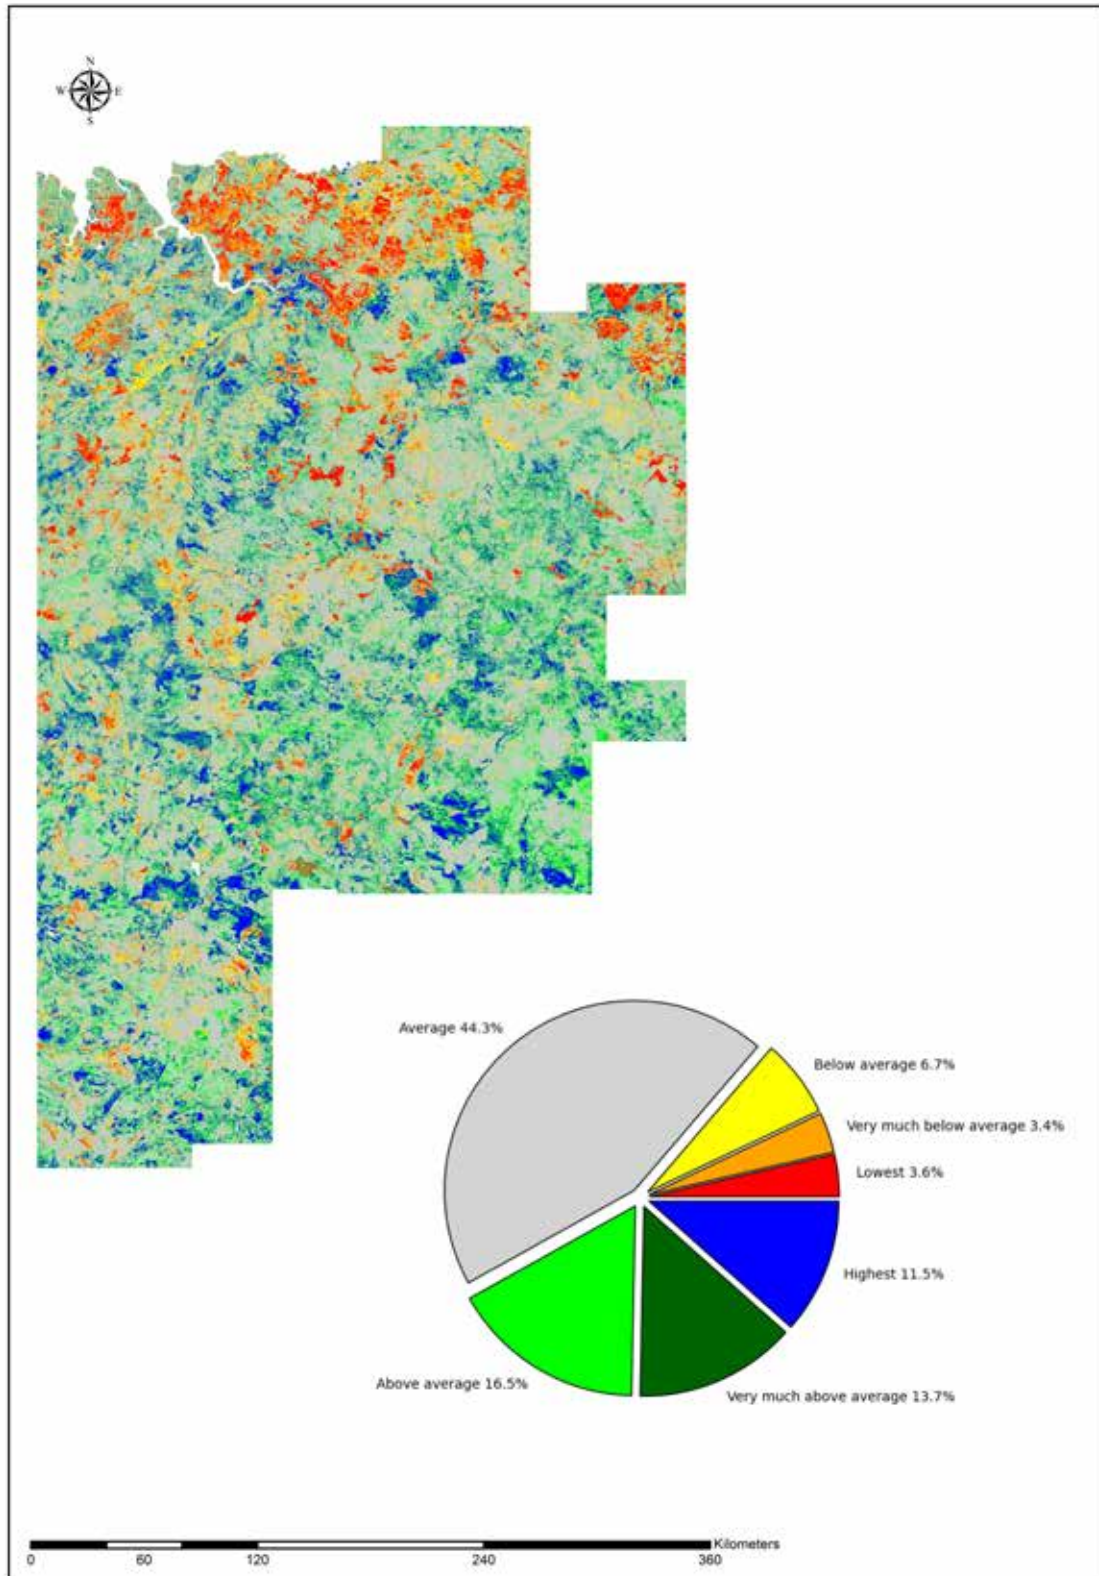 N
W E
S
Average 44.3%
Below average 6.7%
Very much below average 3.4%
Lowest 3.6%
Highest 11.5%
Above average 16.5%
Very much above average 13.7%
Kilometers
0 60 120 240 360